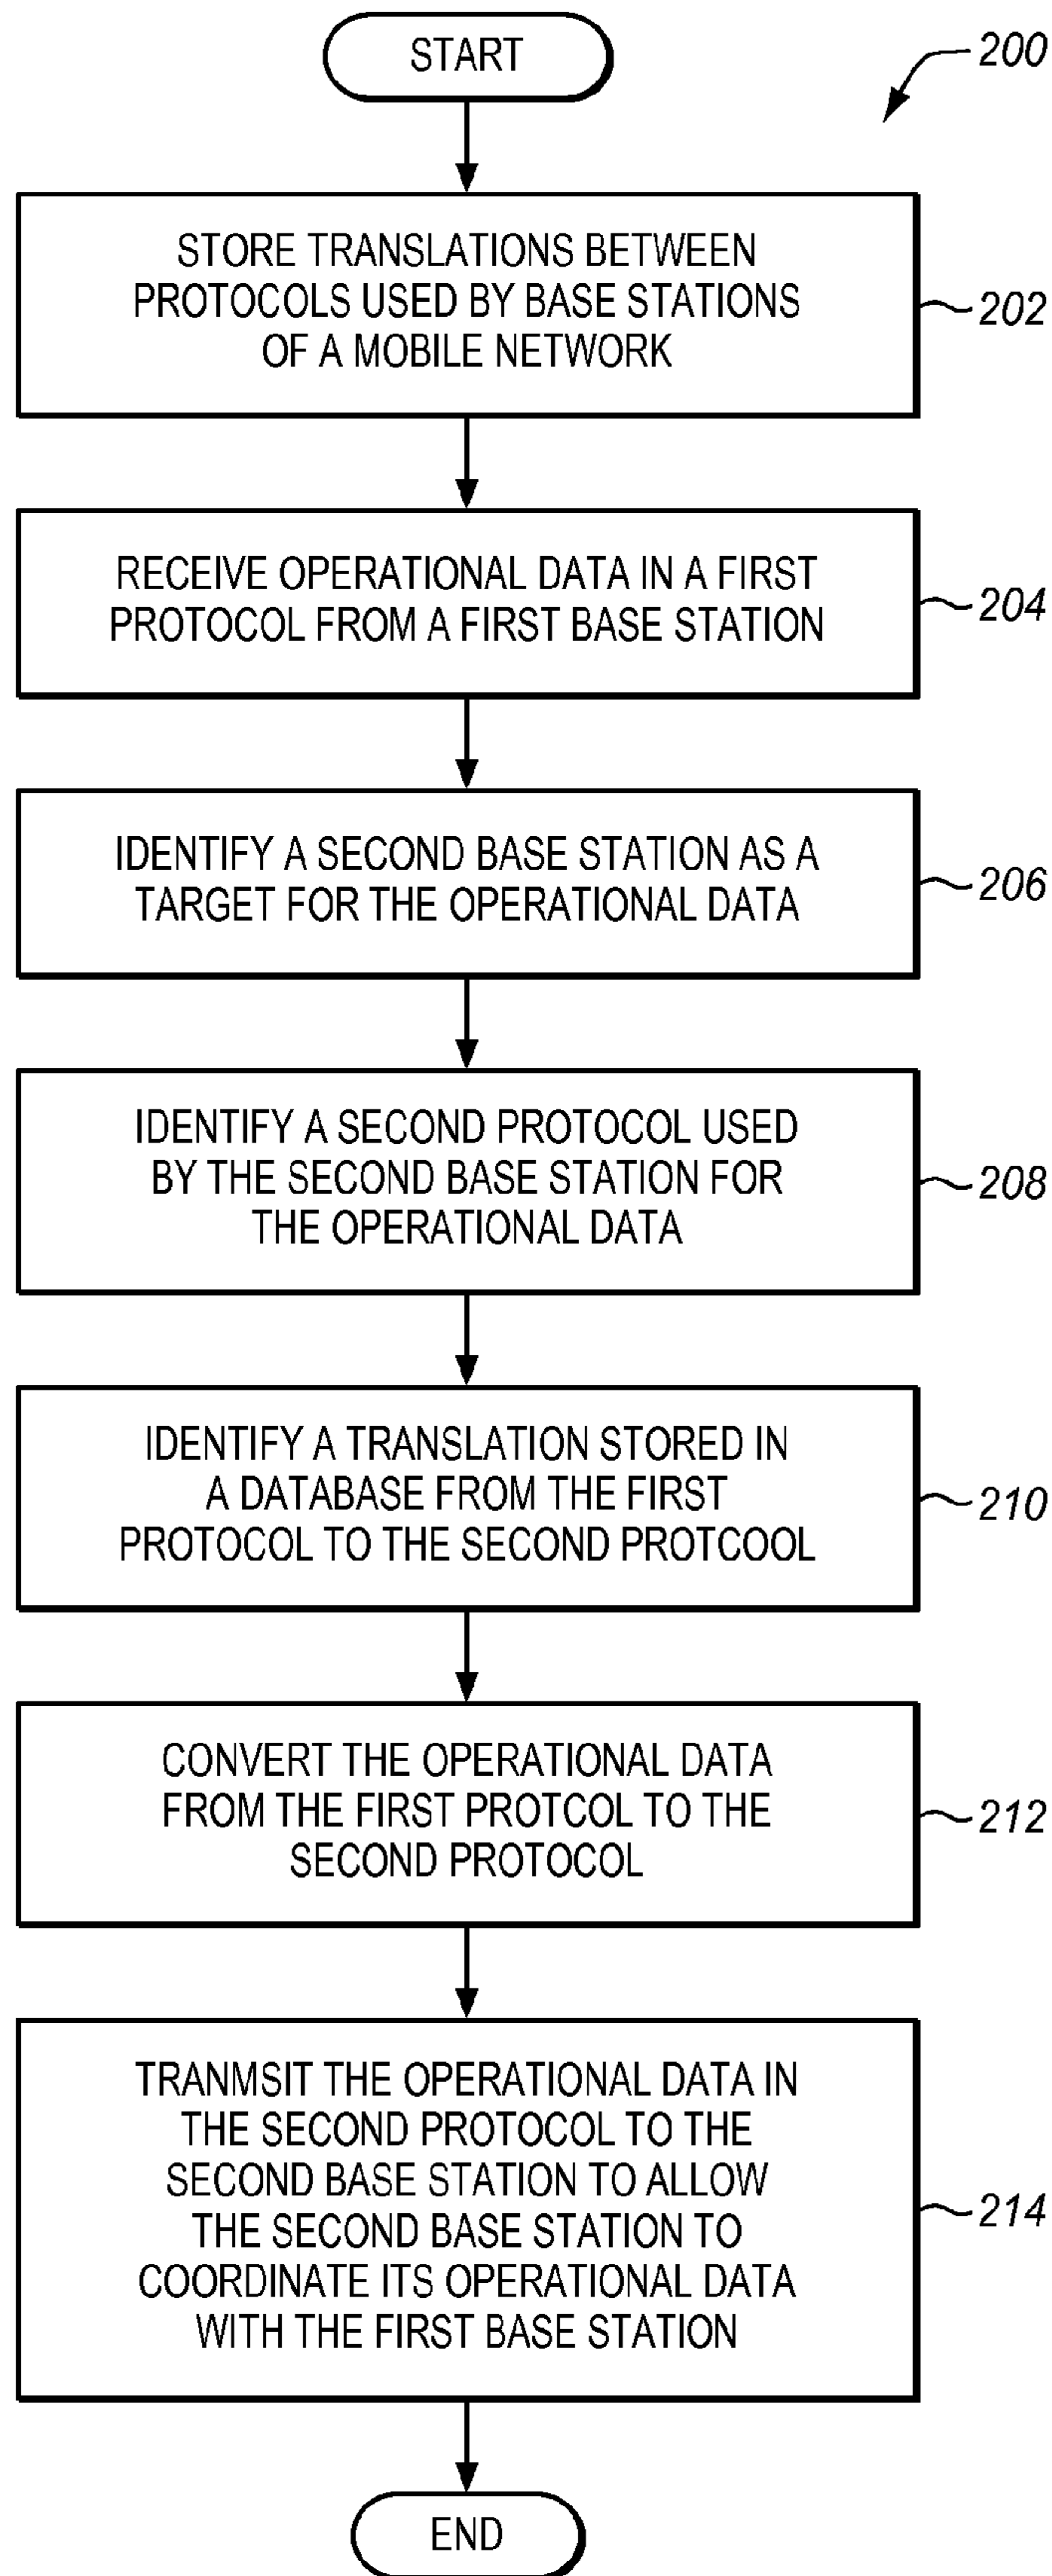 START
200
STORE TRANSLATIONS BETWEEN
PROTOCOLS USED BY BASE STATIONS
OF A MOBILE NETWORK
202
RECEIVE OPERATIONAL DATA IN A FIRST
PROTOCOL FROM A FIRST BASE STATION
204
IDENTIFY A SECOND BASE STATION AS A
TARGET FOR THE OPERATIONAL DATA
206
IDENTIFY A SECOND PROTOCOL USED
BY THE SECOND BASE STATION FOR
THE OPERATIONAL DATA
208
IDENTIFY A TRANSLATION STORED IN
A DATABASE FROM THE FIRST
PROTOCOL TO THE SECOND PROTCOOL
210
CONVERT THE OPERATIONAL DATA
FROM THE FIRST PROTCOL TO THE
SECOND PROTOCOL
212
TRANMSIT THE OPERATIONAL DATA IN
THE SECOND PROTOCOL TO THE
SECOND BASE STATION TO ALLOW
THE SECOND BASE STATION TO
COORDINATE ITS OPERATIONAL DATA
WITH THE FIRST BASE STATION
214
END